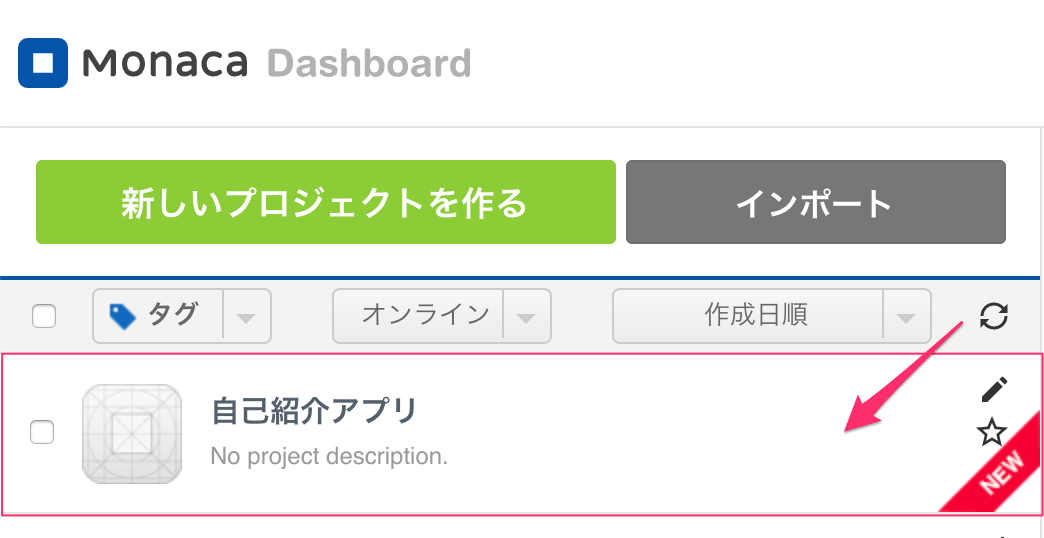 Monaca Dashboard
新しいプロジェクトを作る
インポート
タグ
オンライン
作成日順
自己紹介アプリ
No project description.
NEW